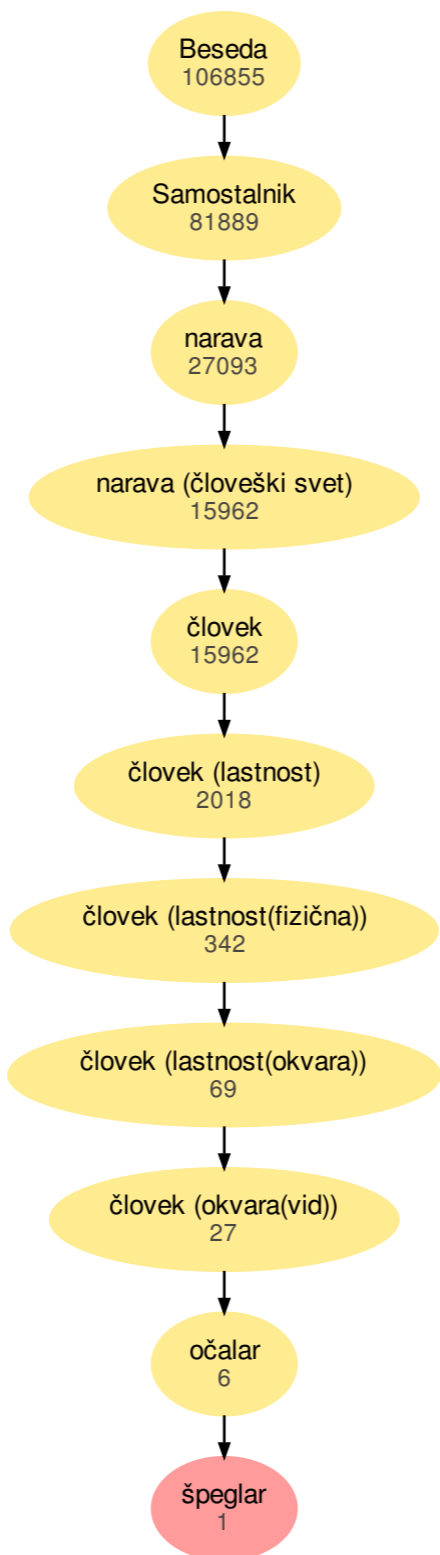 Beseda
106855
Samostalnik
81889
narava
27093
narava (človeški svet)
15962
človek
15962
človek (lastnost)
2018
človek (lastnost(fizična))
342
človek (lastnost(okvara))
69
človek (okvara(vid))
27
očalar
6
špeglar
1